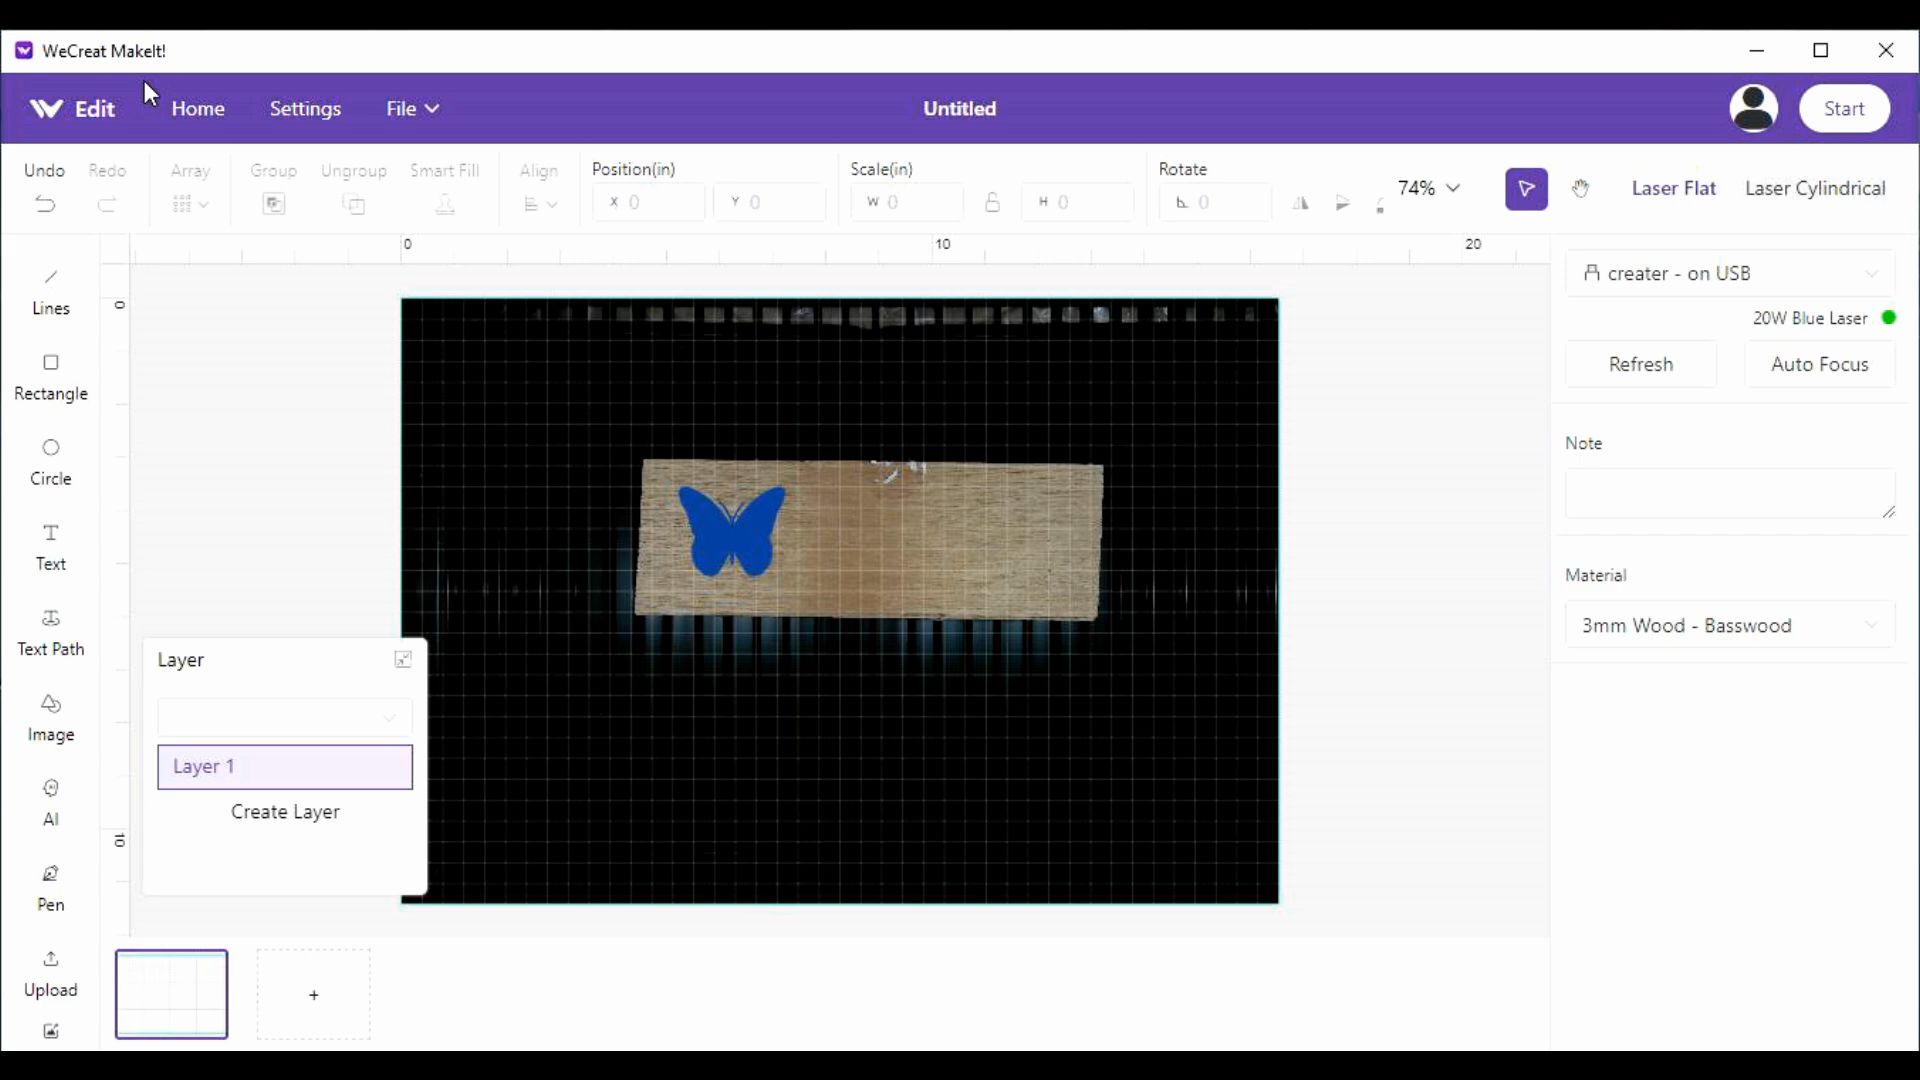 WeCreat MakeIt!
Edit Home Settings File Untitled Start
Undo Redo Array Group Ungroup Smart Fill Align Position(in) Scale(in) Rotate
X 0 Y 0 W 0 H 0 0 74% Laser Flat Laser Cylindrical
0 10 20
0
10
Lines
Rectangle
Circle
Text
Text Path
Image
AI
Pen
Upload
Layer
Layer 1
Create Layer
+
creater - on USB
20W Blue Laser
Refresh Auto Focus
Note
Material
3mm Wood - Basswood